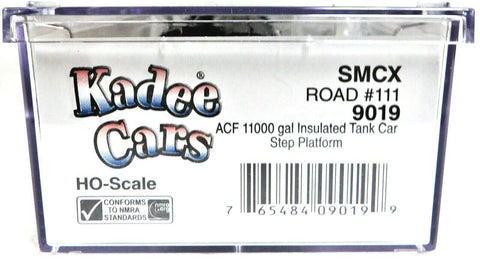 Kadee®
Cars
HO-Scale
CONFORMS
TO NMRA
STANDARDS
SMCX
ROAD #111
9019
ACF 11000 gal Insulated Tank Car
Step Platform
7 65484 09019 9